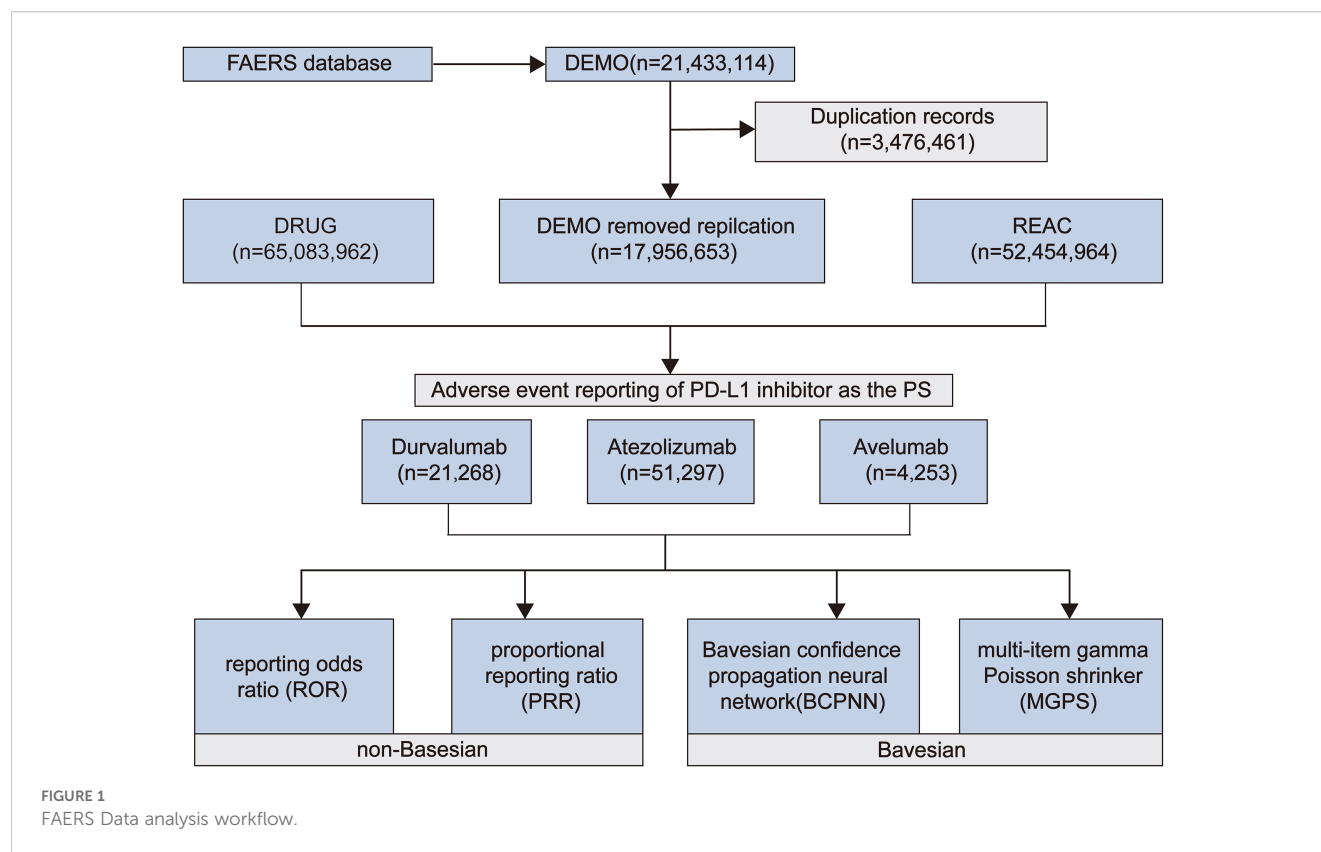 FAERS database
DEMO(n=21,433,114)
Duplication records
(n=3,476,461)
DRUG
(n=65,083,962)
DEMO removed repilcation
(n=17,956,653)
REAC
(n=52,454,964)
Adverse event reporting of PD-L1 inhibitor as the PS
Durvalumab
(n=21,268)
Atezolizumab
(n=51,297)
Avelumab
(n=4,253)
reporting odds
ratio (ROR)
proportional
reporting ratio
(PRR)
Bavesian confidence
propagation neural
network(BCPNN)
multi-item gamma
Poisson shrinker
(MGPS)
non-Basesian
Bavesian
FIGURE 1
FAERS Data analysis workflow.